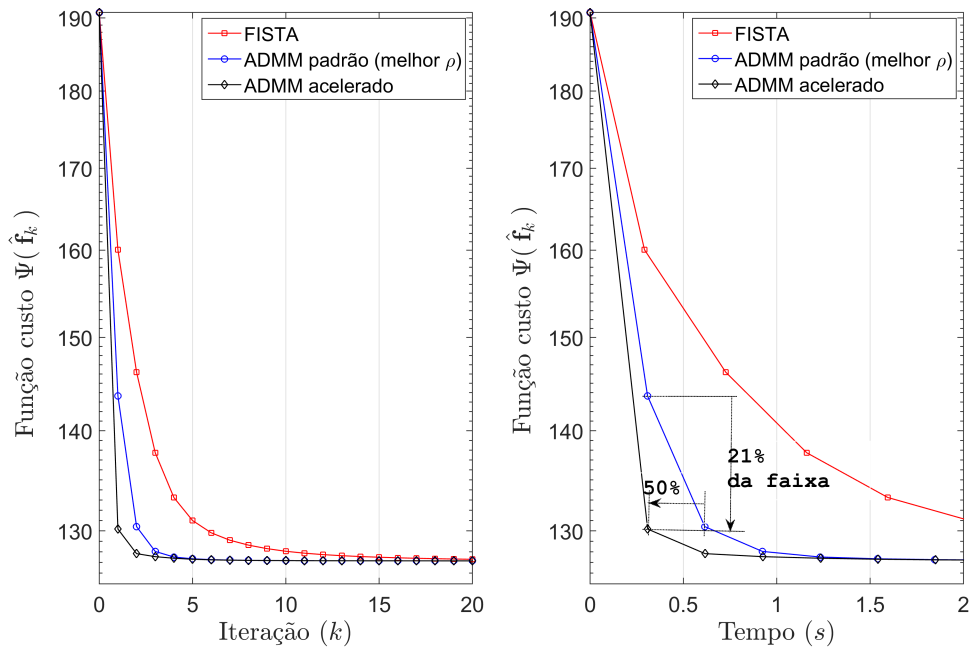 FISTA
ADMM padrão (melhor ρ)
ADMM acelerado
190
180
170
160
150
140
130
Função custo Ψ( f̂ₖ )
0
5
10
15
20
Iteração (k)
FISTA
ADMM padrão (melhor ρ)
ADMM acelerado
190
180
170
160
150
140
130
Função custo Ψ( f̂ₖ )
21%
da faixa
50%
0
0.5
1
1.5
2
Tempo (s)